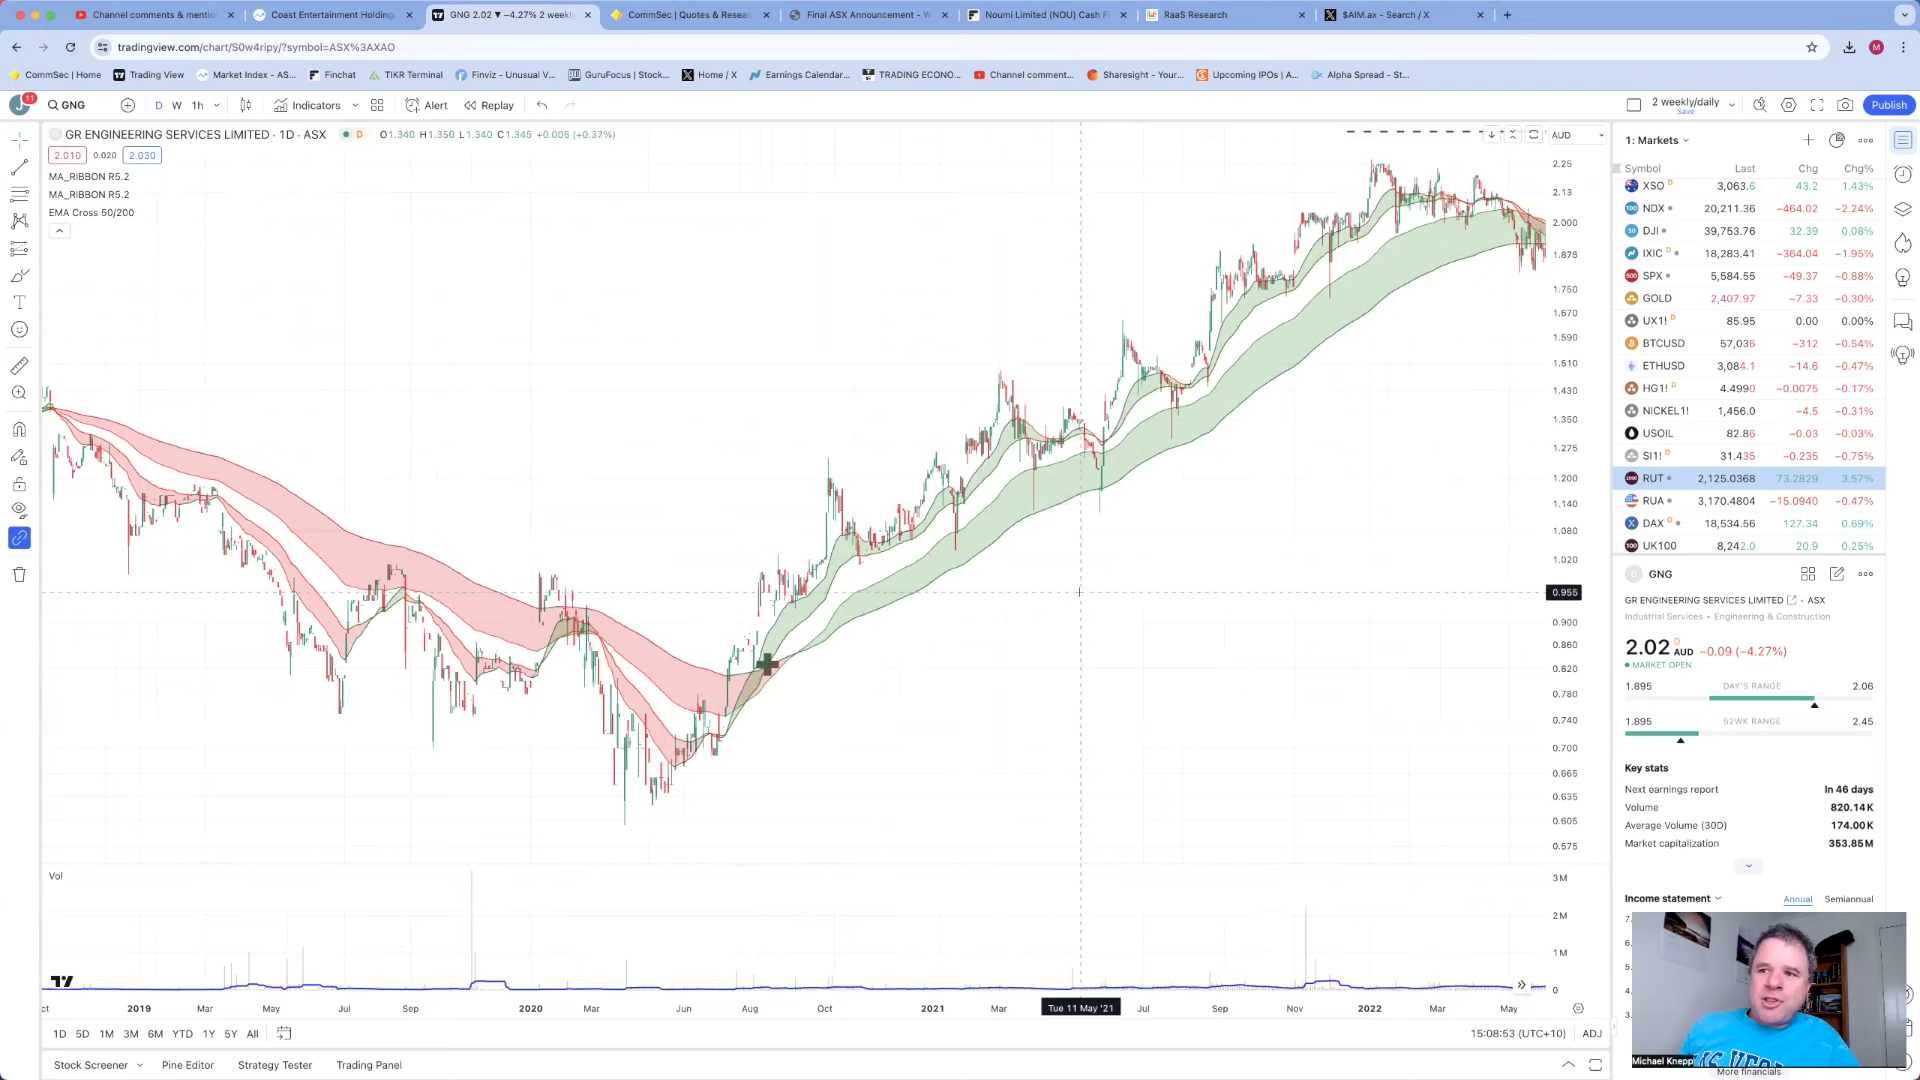 Channel comments & mentio
Coast Entertainment Holding
GNG 2.02 ▼ −4.27% 2 weekly
CommSec | Quotes & Resear
Final ASX Announcement - W
Noumi Limited (NOU) Cash F
RaaS Research
$AIM.ax - Search / X
tradingview.com/chart/S0w4ripy/?symbol=ASX%3AXAO
M
CommSec | Home
Trading View
Market Index - AS...
Finchat
TIKR Terminal
Finviz - Unusual V...
GuruFocus | Stock...
Home / X
Earnings Calendar...
TRADING ECONO...
Channel comment...
Sharesight - Your...
Upcoming IPOs | A...
Alpha Spread - St...
J 11
GNG
D W 1h
Indicators
Alert
Replay
2 weekly/daily
Save
Publish
GR ENGINEERING SERVICES LIMITED · 1D · ASX
D
O1.340 H1.350 L1.340 C1.345 +0.005 (+0.37%)
2.010 0.020 2.030
MA_RIBBON R5.2
MA_RIBBON R5.2
EMA Cross 50/200
AUD
2.25
2.13
2.000
1.875
1.750
1.670
1.590
1.510
1.430
1.350
1.275
1.200
1.140
1.080
1.020
0.955
0.900
0.860
0.820
0.780
0.740
0.700
0.665
0.635
0.605
0.575
Vol
3M
2M
1M
0
2019 Mar May Jul Sep 2020 Mar Jun Aug Oct 2021 Mar Tue 11 May '21 Jul Sep Nov 2022 Mar May
1D 5D 1M 3M 6M YTD 1Y 5Y All
15:08:53 (UTC+10) ADJ
Stock Screener
Pine Editor
Strategy Tester
Trading Panel
1: Markets
Symbol Last Chg Chg%
XSO D 3,063.6 43.2 1.43%
NDX 20,211.36 −464.02 −2.24%
DJI 39,753.76 32.39 0.08%
IXIC D 18,283.41 −364.04 −1.95%
SPX 5,584.55 −49.37 −0.88%
GOLD 2,407.97 −7.33 −0.30%
UX1! D 85.95 0.00 0.00%
BTCUSD 57,036 −312 −0.54%
ETHUSD 3,084.1 −14.6 −0.47%
HG1! D 4.4990 −0.0075 −0.17%
NICKEL1! 1,456.0 −4.5 −0.31%
USOIL 82.86 −0.03 −0.03%
SI1! D 31.435 −0.235 −0.75%
RUT 2,125.0368 73.2829 3.57%
RUA 3,170.4804 −15.0940 −0.47%
DAX D 18,534.56 127.34 0.69%
UK100 8,242.0 20.9 0.25%
GNG
GR ENGINEERING SERVICES LIMITED · ASX
Industrial Services · Engineering & Construction
2.02 D AUD −0.09 (−4.27%)
MARKET OPEN
1.895 DAY'S RANGE 2.06
1.895 52WK RANGE 2.45
Key stats
Next earnings report In 46 days
Volume 820.14K
Average Volume (30D) 174.00K
Market capitalization 353.85M
Income statement
Annual Semiannual
Michael Knepp
More financials